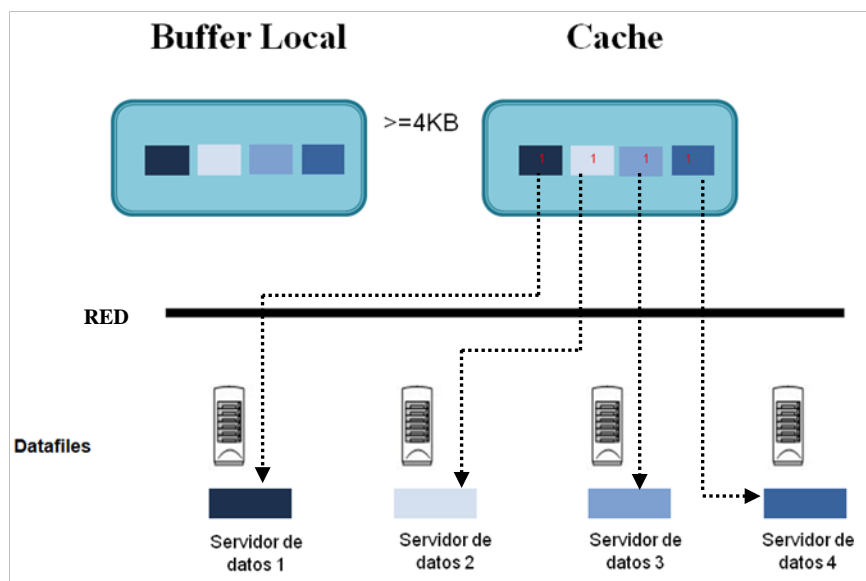 Buffer Local
Cache
>=4KB
1 1 1 1
RED
Datafiles
Servidor de
datos 1
Servidor de
datos 2
Servidor de
datos 3
Servidor de
datos 4